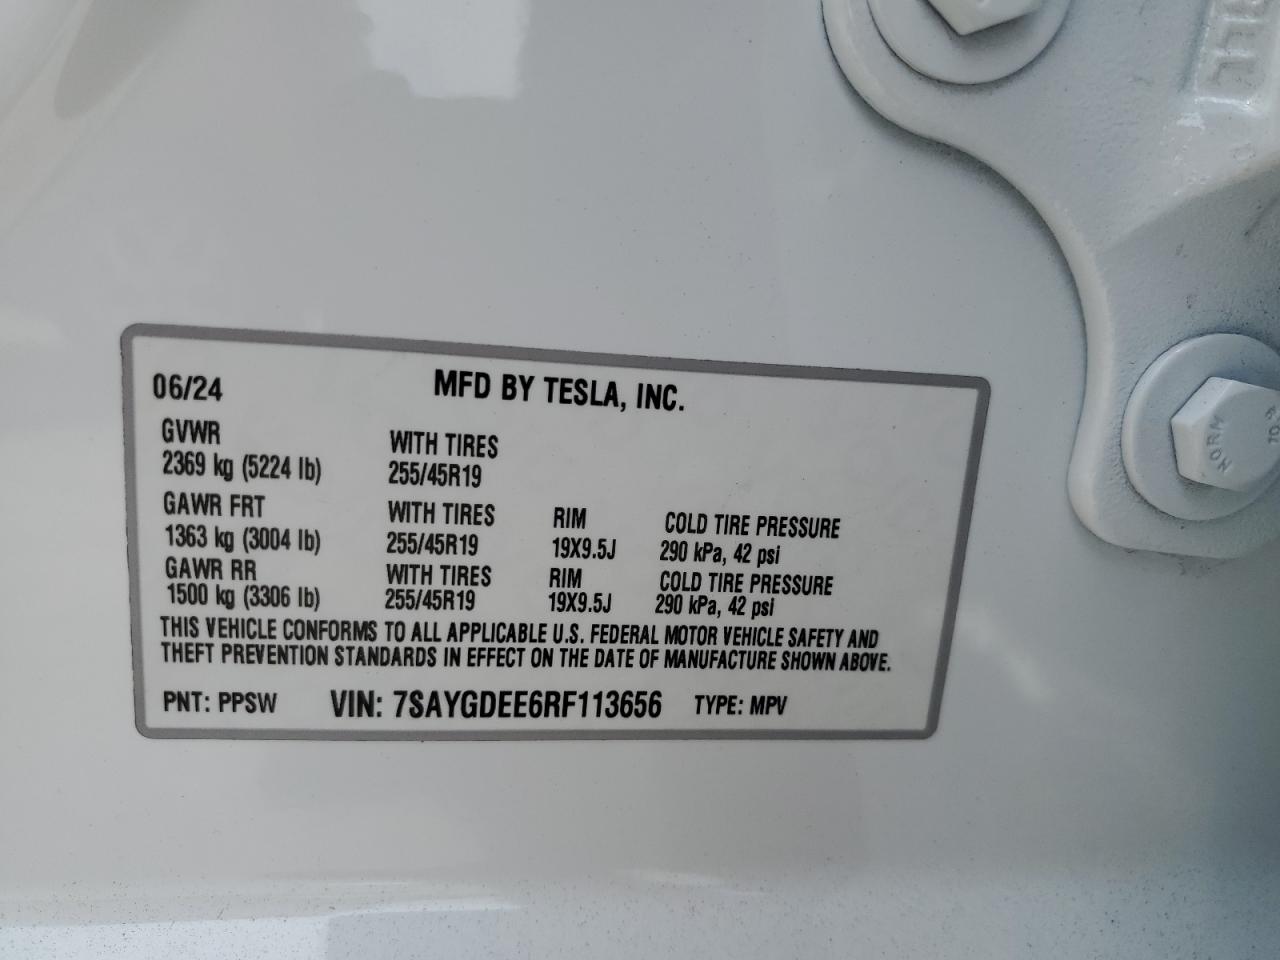 06/24 MFD BY TESLA, INC.
GVWR WITH TIRES
2369 kg (5224 lb) 255/45R19
GAWR FRT WITH TIRES RIM COLD TIRE PRESSURE
1363 kg (3004 lb) 255/45R19 19X9.5J 290 kPa, 42 psi
GAWR RR WITH TIRES RIM COLD TIRE PRESSURE
1500 kg (3306 lb) 255/45R19 19X9.5J 290 kPa, 42 psi
THIS VEHICLE CONFORMS TO ALL APPLICABLE U.S. FEDERAL MOTOR VEHICLE SAFETY AND
THEFT PREVENTION STANDARDS IN EFFECT ON THE DATE OF MANUFACTURE SHOWN ABOVE.
PNT: PPSW VIN: 7SAYGDEE6RF113656 TYPE: MPV
HORM